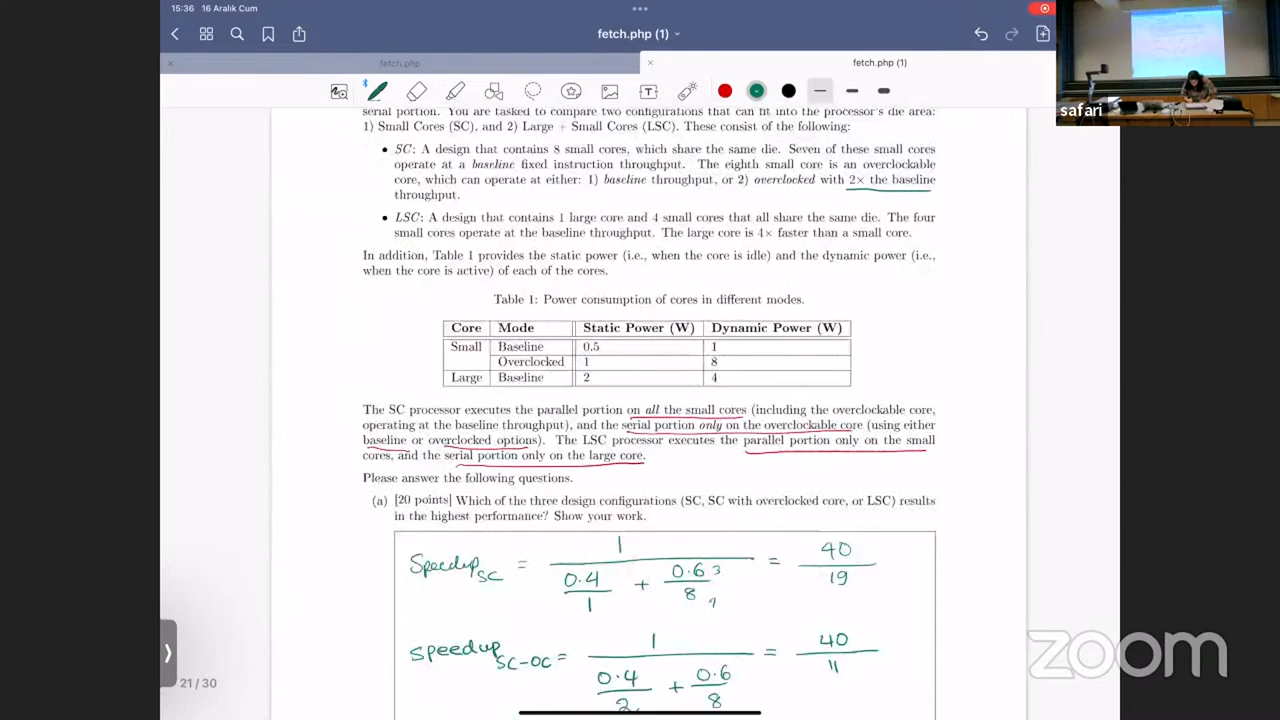 15:36 16 Aralık Cum
fetch.php (1)
fetch.php
fetch.php (1)
safari
serial portion. You are tasked to compare two configurations that can fit into the processor's die area:
1) Small Cores (SC), and 2) Large + Small Cores (LSC). These consist of the following:
• SC: A design that contains 8 small cores, which share the same die. Seven of these small cores
operate at a baseline fixed instruction throughput. The eighth small core is an overclockable
core, which can operate at either: 1) baseline throughput, or 2) overclocked with 2× the baseline
throughput.
• LSC: A design that contains 1 large core and 4 small cores that all share the same die. The four
small cores operate at the baseline throughput. The large core is 4× faster than a small core.
In addition, Table 1 provides the static power (i.e., when the core is idle) and the dynamic power (i.e.,
when the core is active) of each of the cores.
Table 1: Power consumption of cores in different modes.
Core Mode Static Power (W) Dynamic Power (W)
Small Baseline 0.5 1
Overclocked 1 8
Large Baseline 2 4
The SC processor executes the parallel portion on all the small cores (including the overclockable core,
operating at the baseline throughput), and the serial portion only on the overclockable core (using either
baseline or overclocked options). The LSC processor executes the parallel portion only on the small
cores, and the serial portion only on the large core.
Please answer the following questions.
(a) [20 points] Which of the three design configurations (SC, SC with overclocked core, or LSC) results
in the highest performance? Show your work.
1 40
Speedup SC = 0.4 + 0.6 3 = 19
1 8
1 40
speedup SC-OC = =
0.4 + 0.6 11
2 8
21 / 30
zoom